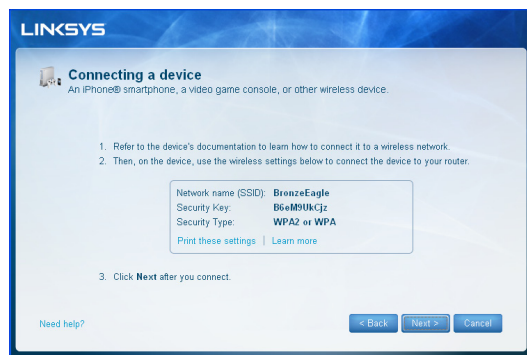 LINKSYS
Connecting a device
An iPhone® smartphone, a video game console, or other wireless device.
1. Refer to the device's documentation to learn how to connect it to a wireless network.
2. Then, on the device, use the wireless settings below to connect the device to your router.
Network name (SSID): BronzeEagle
Security Key: B6eM9UkCjz
Security Type: WPA2 or WPA
Print these settings | Learn more
3. Click Next after you connect.
Need help? < Back Next > Cancel